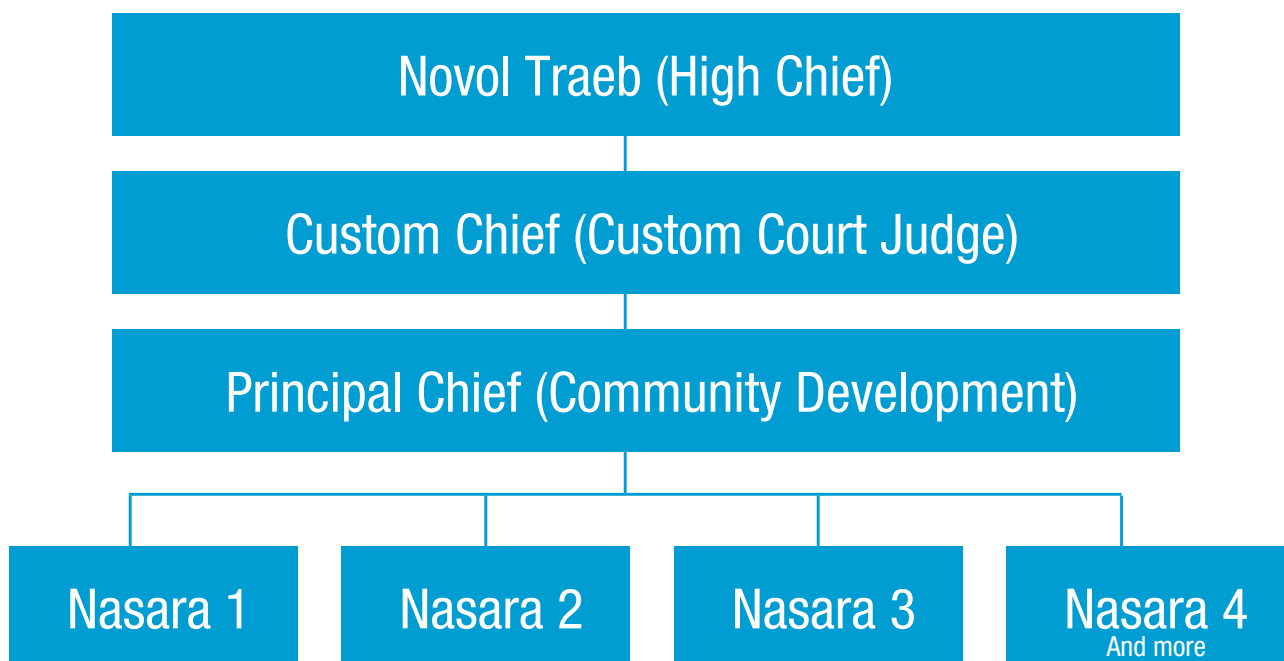 Novol Traeb (High Chief)
Custom Chief (Custom Court Judge)
Principal Chief (Community Development)
Nasara 1
Nasara 2
Nasara 3
Nasara 4
And more